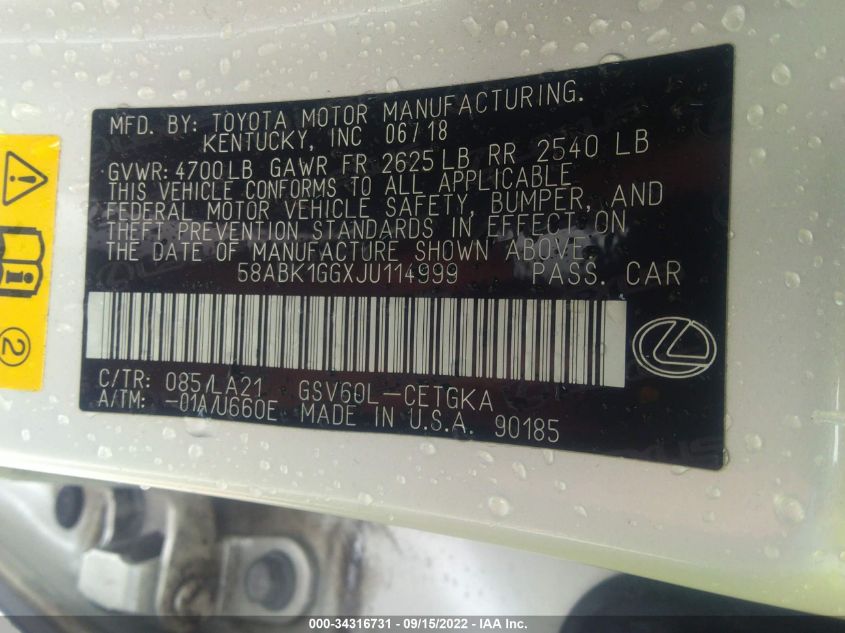 MFD. BY: TOYOTA MOTOR MANUFACTURING.
KENTUCKY, INC 06/18
GVWR: 4700LB GAWR FR 2625LB RR 2540 LB
THIS VEHICLE CONFORMS TO ALL APPLICABLE
FEDERAL MOTOR VEHICLE SAFETY, BUMPER, AND
THEFT PREVENTION STANDARDS IN EFFECT ON
THE DATE OF MANUFACTURE SHOWN ABOVE.
58ABK1GGXJU114999 PASS. CAR
C/TR: 085/LA21 GSV60L-CETGKA
A/TM: -01A/U660E MADE IN U.S.A. 90185
2
000-34316731 - 09/15/2022 - IAA Inc.